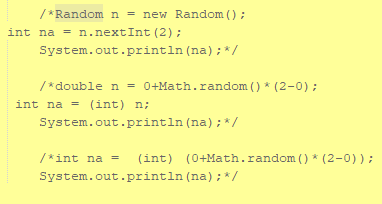 /*Random n = new Random();
int na = n.nextInt(2);
System.out.println(na);*/
/*double n = 0+Math.random()*(2-0);
int na = (int) n;
System.out.println(na);*/
/*int na =  (int) (0+Math.random()*(2-0));
System.out.println(na);*/